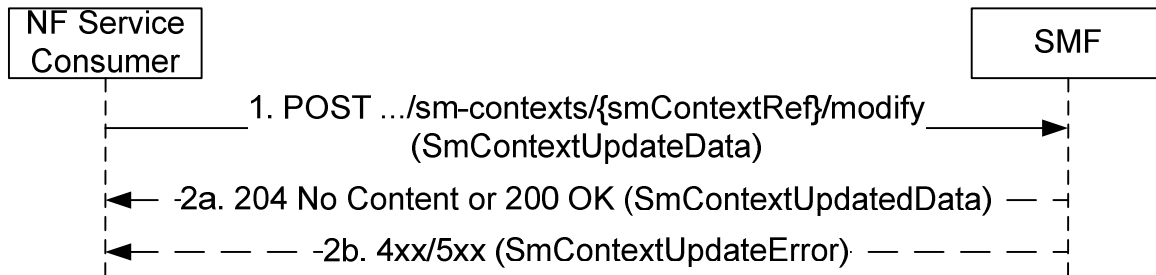 NF Service
Consumer
SMF
1. POST .../sm-contexts/{smContextRef}/modify
(SmContextUpdateData)
2a. 204 No Content or 200 OK (SmContextUpdatedData)
2b. 4xx/5xx (SmContextUpdateError)